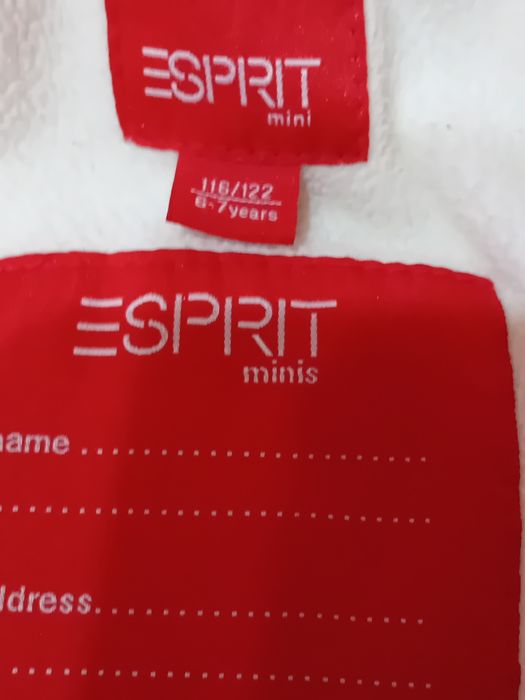 ESPRIT
mini
116/122
6-7years
ESPRIT
minis
name ........................
..............................
ddress........................
..............................